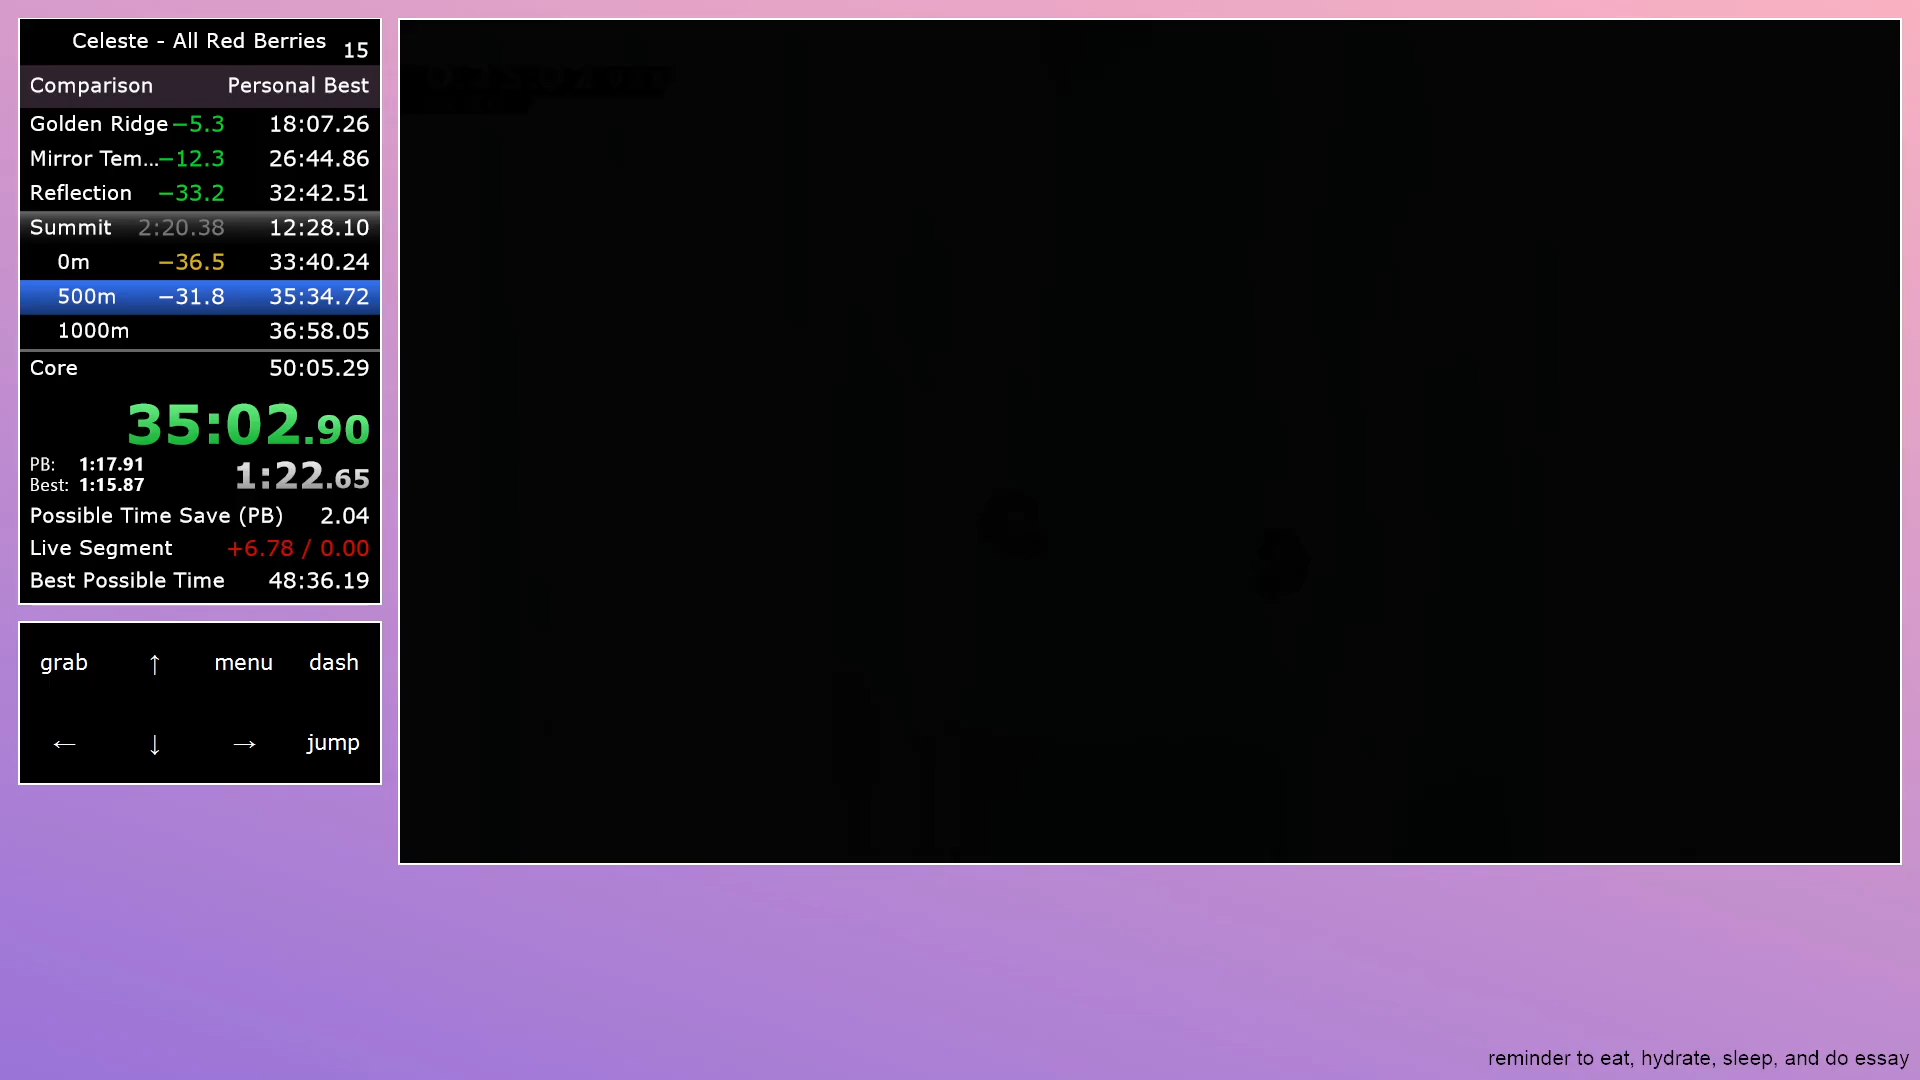 Celeste - All Red Berries 15
Comparison Personal Best
Golden Ridge −5.3 18:07.26
Mirror Tem... −12.3 26:44.86
Reflection −33.2 32:42.51
Summit 2:20.38 12:28.10
0m −36.5 33:40.24
500m −31.8 35:34.72
1000m 36:58.05
Core 50:05.29
35:02.90
PB: 1:17.91
Best: 1:15.87
1:22.65
Possible Time Save (PB) 2.04
Live Segment +6.78 / 0.00
Best Possible Time 48:36.19
grab ↑ menu dash
← ↓ → jump
reminder to eat, hydrate, sleep, and do essay